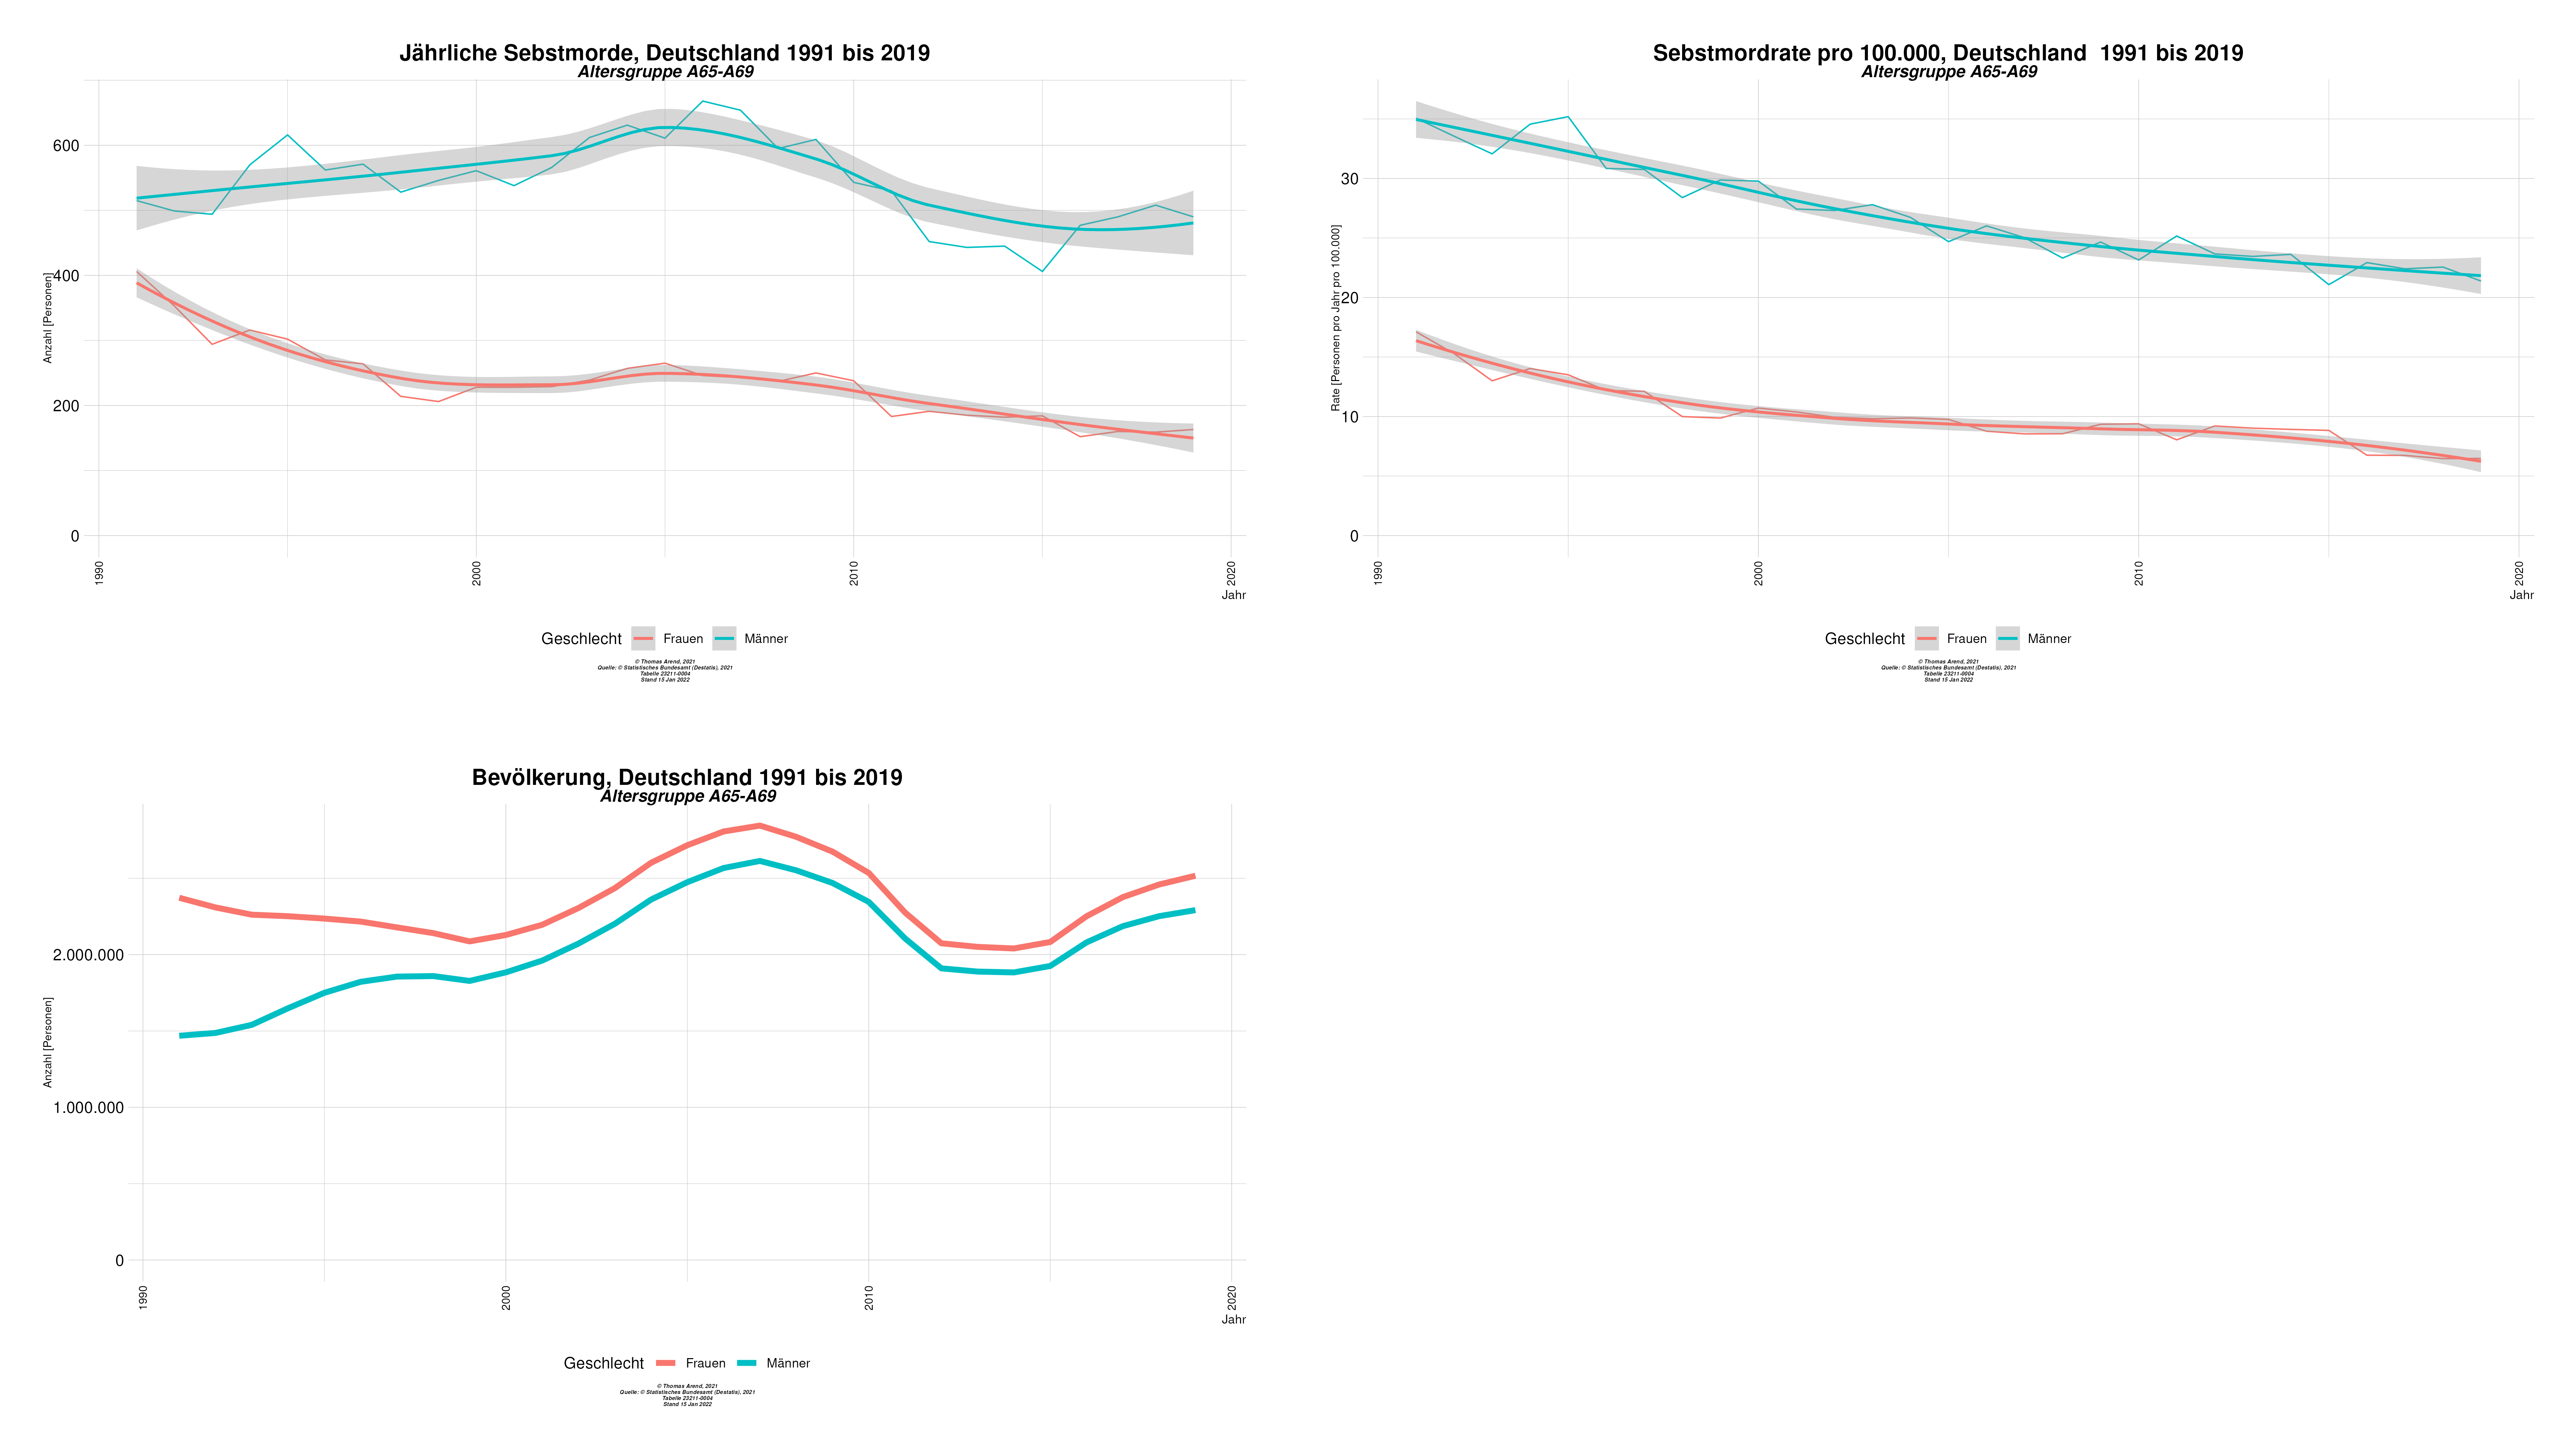 Jährliche Sebstmorde, Deutschland 1991 bis 2019
Altersgruppe A65-A69
Anzahl [Personen]
600
400
200
0
1990
2000
2010
2020
Jahr
Geschlecht Frauen Männer
© Thomas Arend, 2021
Quelle: © Statistisches Bundesamt (Destatis), 2021
Tabelle 23211-0004
Stand 15 Jan 2022
Sebstmordrate pro 100.000, Deutschland  1991 bis 2019
Altersgruppe A65-A69
Rate [Personen pro Jahr pro 100.000]
30
20
10
0
1990
2000
2010
2020
Jahr
Geschlecht Frauen Männer
© Thomas Arend, 2021
Quelle: © Statistisches Bundesamt (Destatis), 2021
Tabelle 23211-0004
Stand 15 Jan 2022
Bevölkerung, Deutschland 1991 bis 2019
Altersgruppe A65-A69
Anzahl [Personen]
2.000.000
1.000.000
0
1990
2000
2010
2020
Jahr
Geschlecht Frauen Männer
© Thomas Arend, 2021
Quelle: © Statistisches Bundesamt (Destatis), 2021
Tabelle 23211-0004
Stand 15 Jan 2022